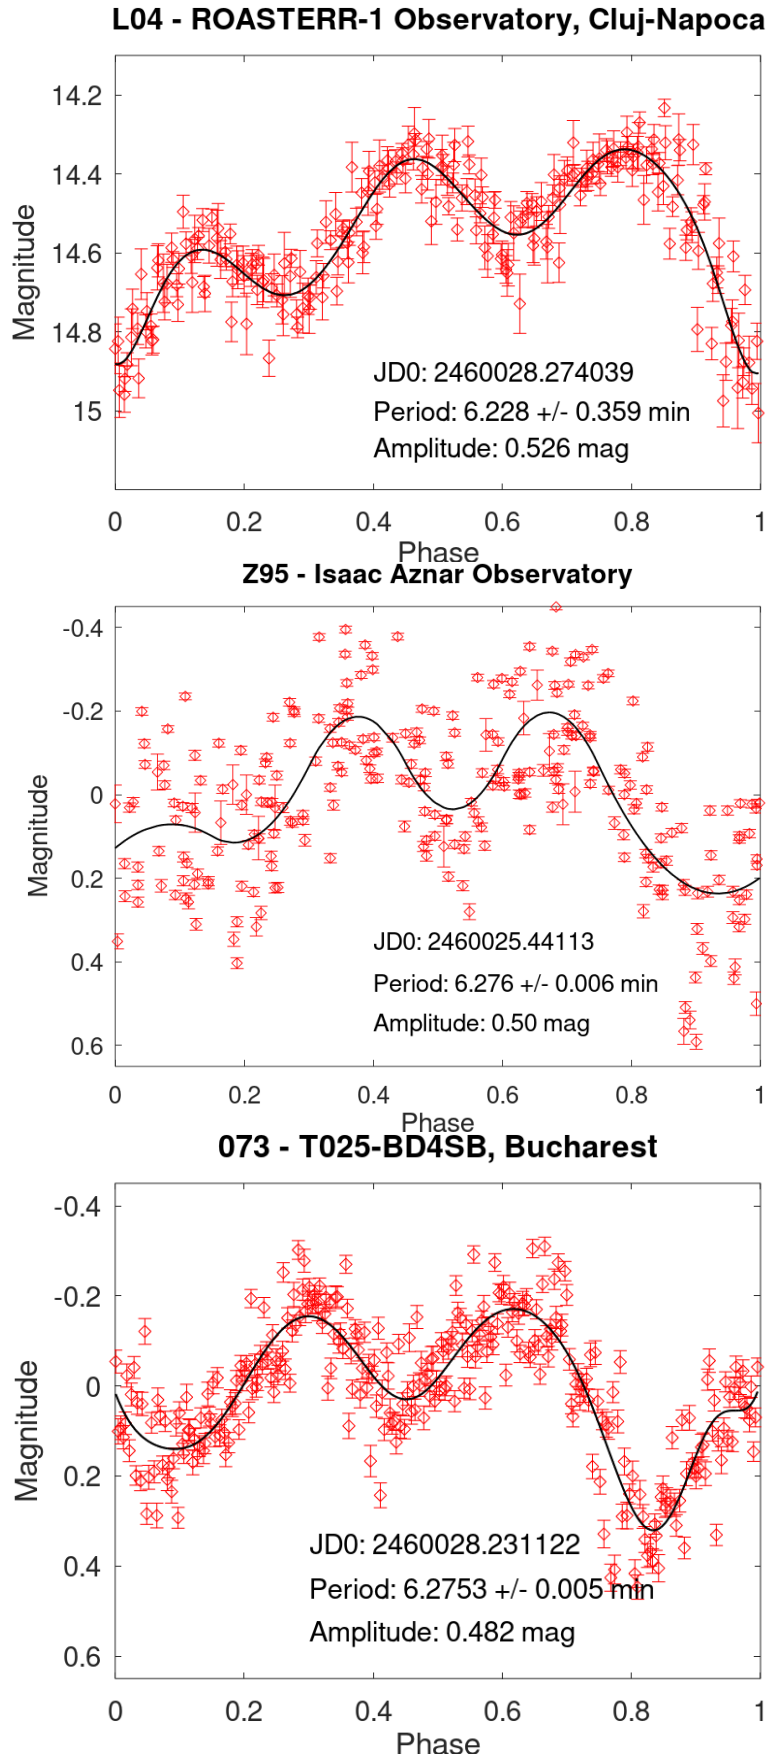 L04 - ROASTERR-1 Observatory, Cluj-Napoca
14.2
14.4
14.6
14.8
15
Magnitude
JD0: 2460028.274039
Period: 6.228 +/- 0.359 min
Amplitude: 0.526 mag
0 0.2 0.4 0.6 0.8 1
Phase
Z95 - Isaac Aznar Observatory
-0.4
-0.2
0
0.2
0.4
0.6
Magnitude
JD0: 2460025.44113
Period: 6.276 +/- 0.006 min
Amplitude: 0.50 mag
0 0.2 0.4 0.6 0.8 1
Phase
073 - T025-BD4SB, Bucharest
-0.4
-0.2
0
0.2
0.4
0.6
Magnitude
JD0: 2460028.231122
Period: 6.2753 +/- 0.005 min
Amplitude: 0.482 mag
0 0.2 0.4 0.6 0.8 1
Phase